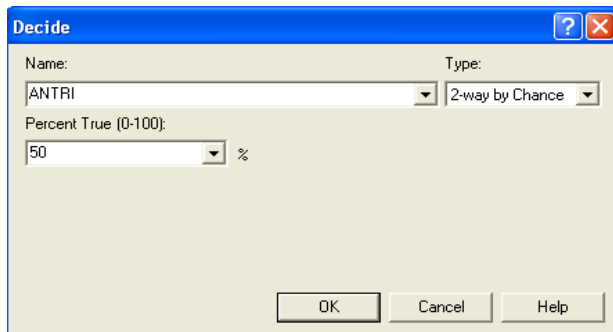 Decide
Name: Type:
ANTRI 2-way by Chance
Percent True (0-100):
50 %
OK Cancel Help